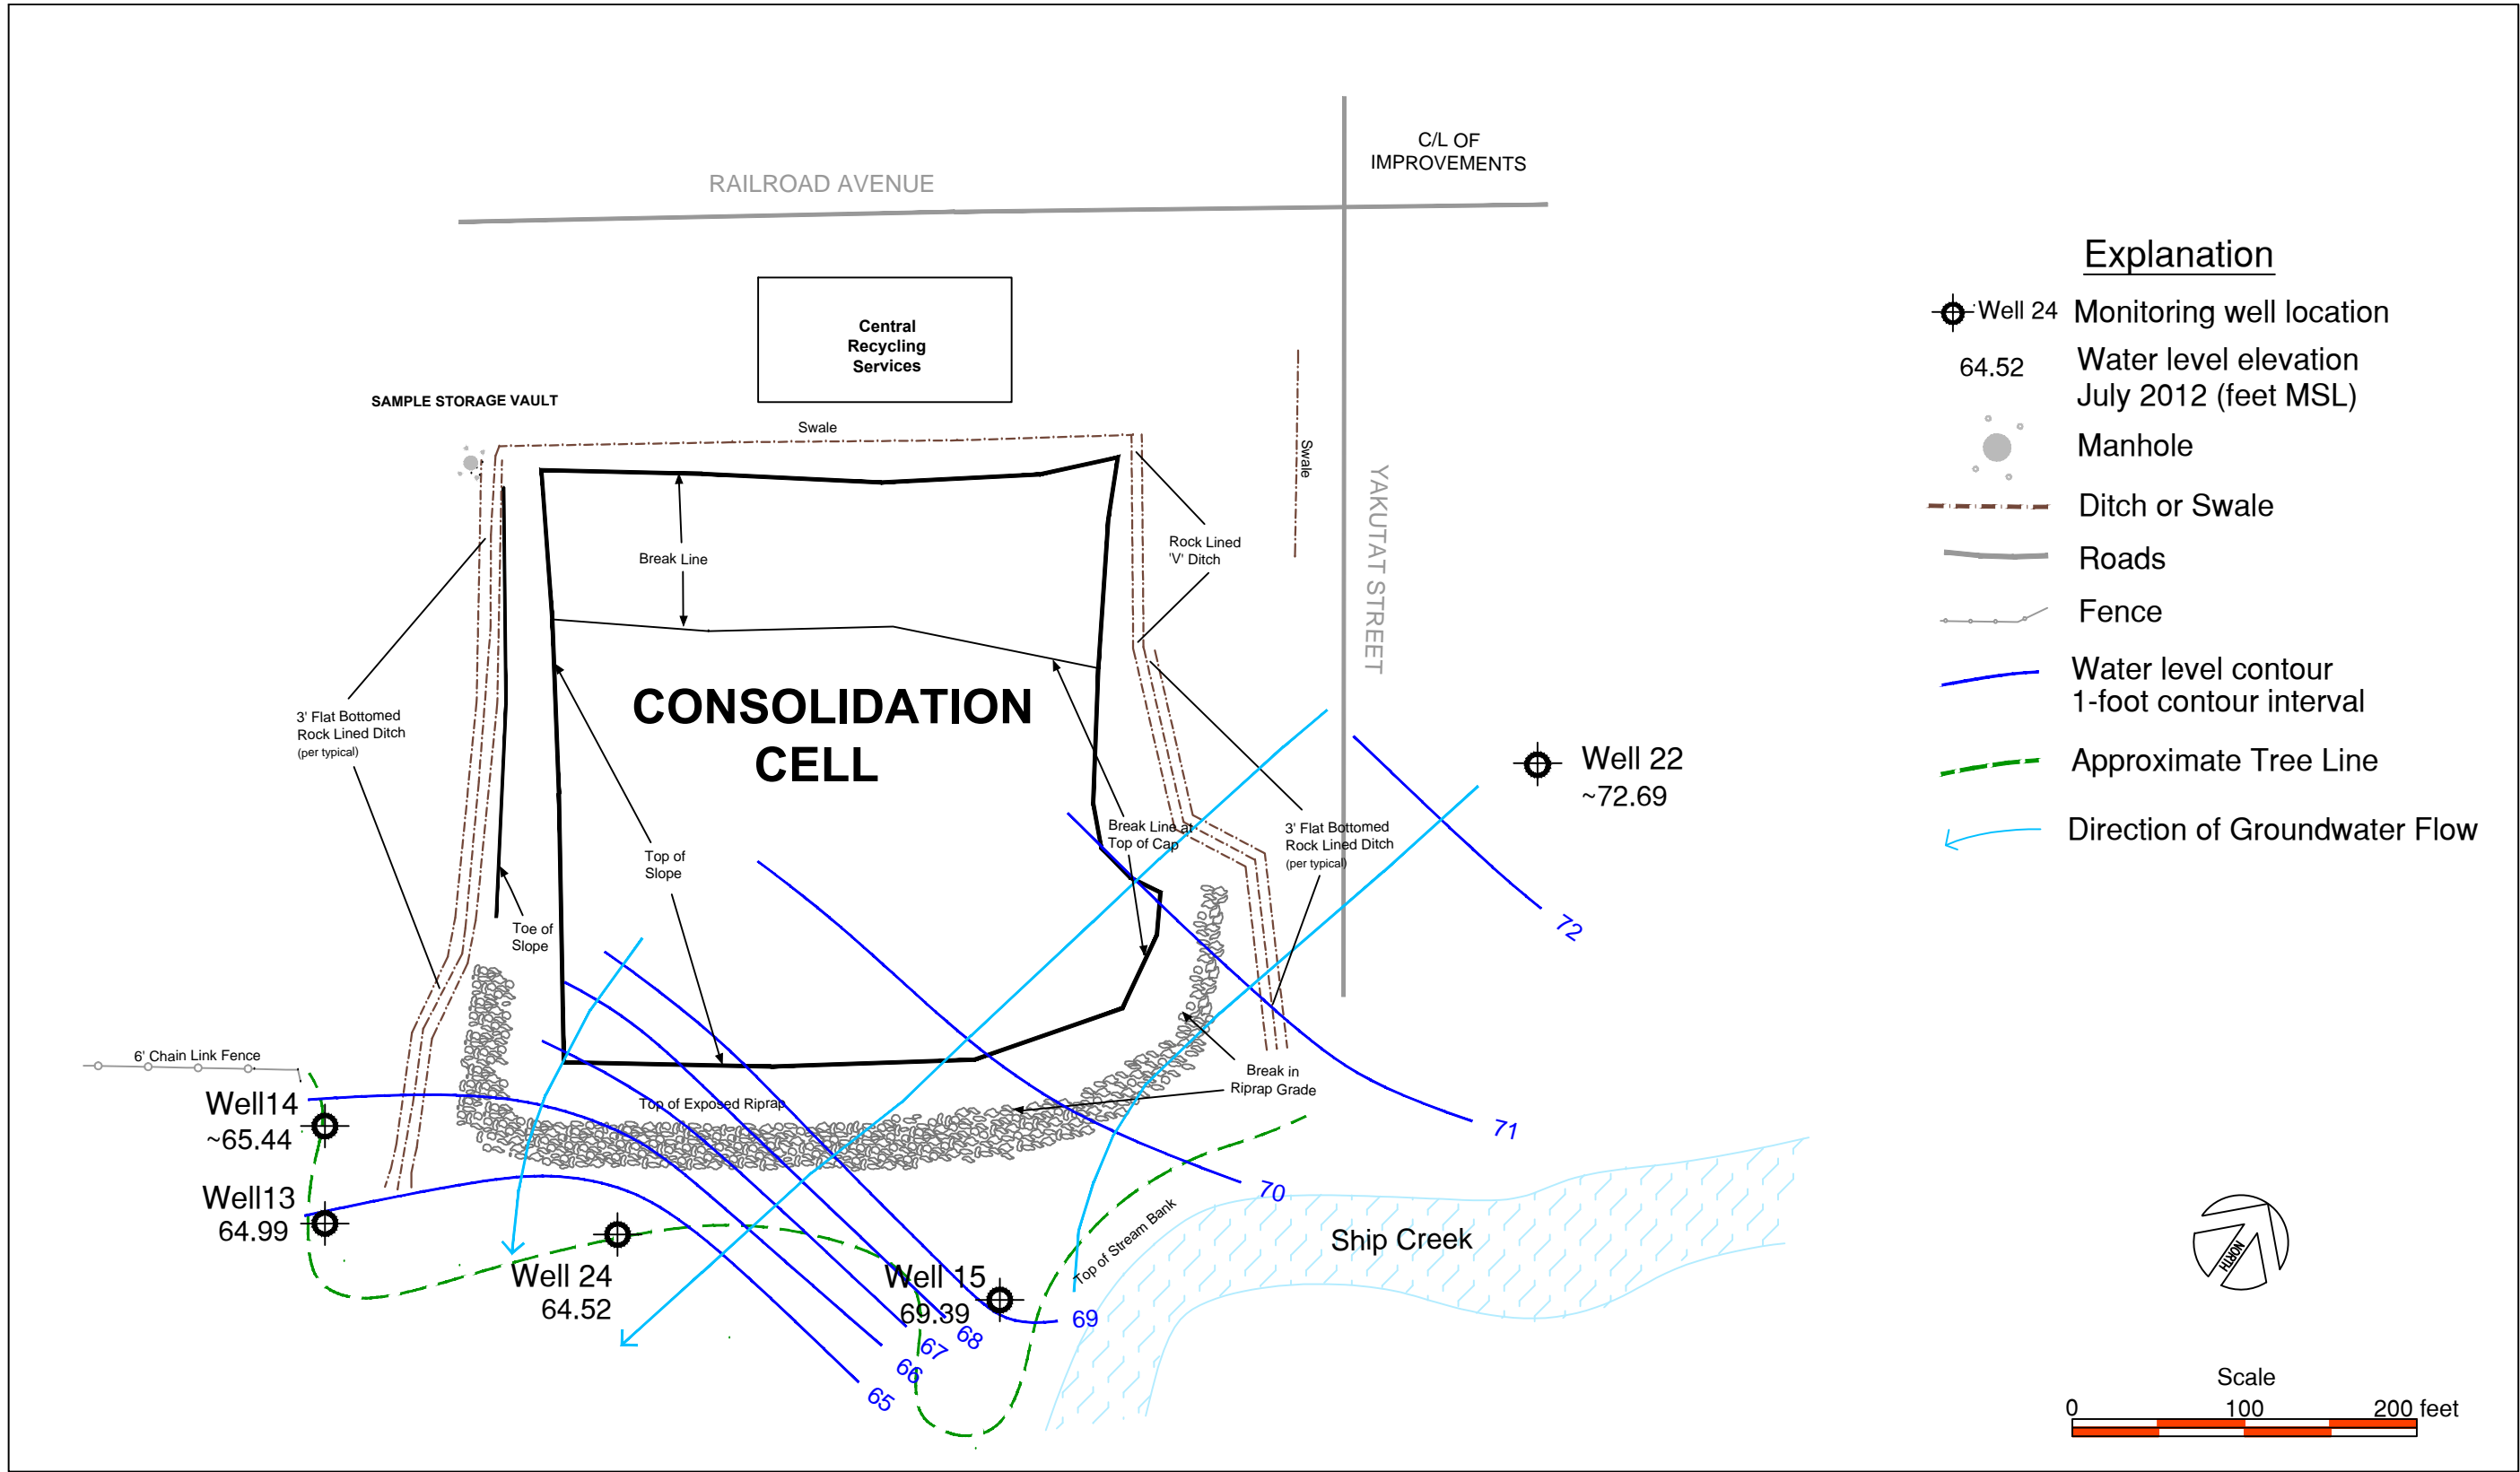 C/L OF
IMPROVEMENTS
RAILROAD AVENUE
Central
Recycling
Services
SAMPLE STORAGE VAULT
Swale
Swale
YAKUTAT STREET
Break Line
Rock Lined
'V' Ditch
3' Flat Bottomed
Rock Lined Ditch
(per typical)
CONSOLIDATION
CELL
Well 22
~72.69
Break Line at
Top of Cap
3' Flat Bottomed
Rock Lined Ditch
(per typical)
Top of
Slope
Toe of
Slope
72
6' Chain Link Fence
Break in
Riprap Grade
Top of Exposed Riprap
Well14
~65.44
71
Well13
64.99
70
Top of Stream Bank
Ship Creek
Well 24
64.52
Well 15
69.39
69
68
67
66
65
Explanation
Well 24 Monitoring well location
64.52 Water level elevation
July 2012 (feet MSL)
Manhole
Ditch or Swale
Roads
Fence
Water level contour
1-foot contour interval
Approximate Tree Line
Direction of Groundwater Flow
NORTH
Scale
0 100 200 feet